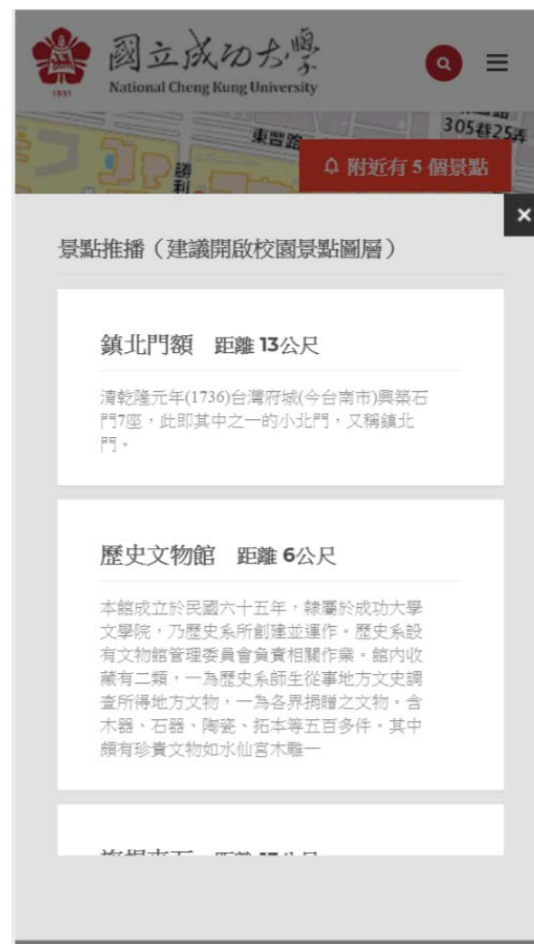 國立成功大學
National Cheng Kung University
1931
東豐路
305巷25弄
勝利
附近有 5 個景點
×
景點推播（建議開啟校園景點圖層）
鎮北門額 距離 13公尺
清乾隆元年(1736)台灣府城(今台南市)興築石
門7座，此即其中之一的小北門，又稱鎮北
門。
歷史文物館 距離 6公尺
本館成立於民國六十五年，隸屬於成功大學
文學院，乃歷史系所創建並運作。歷史系設
有文物館管理委員會負責相關作業。館內收
藏有二類，一為歷史系師生從事地方文史調
查所得地方文物，一為各界捐贈之文物。含
木器、石器、陶瓷、拓本等五百多件。其中
頗有珍貴文物如水仙宮木雕一